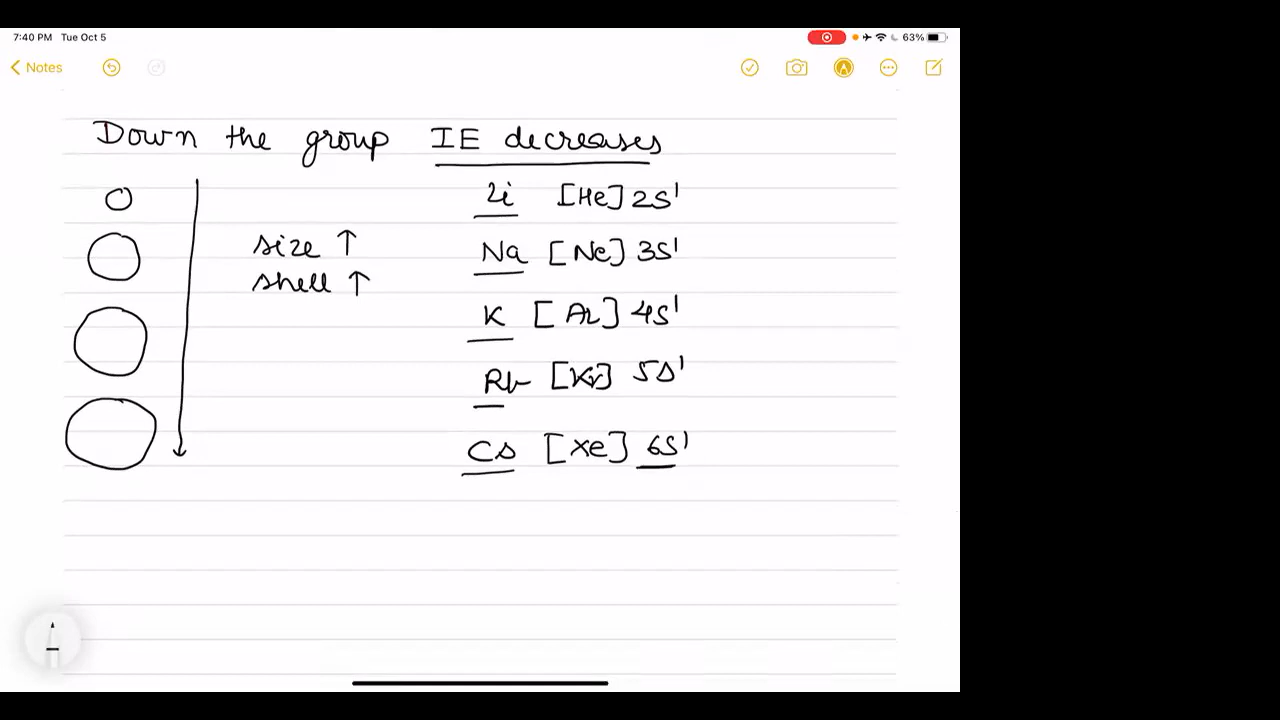 7:40 PM Tue Oct 5
63%
Notes
Down the group IE decreases
Li [He] 2s¹
size ↑
Na [Ne] 3s¹
shell ↑
K [Ar] 4s¹
Rb [Kr] 5s¹
Cs [Xe] 6s¹